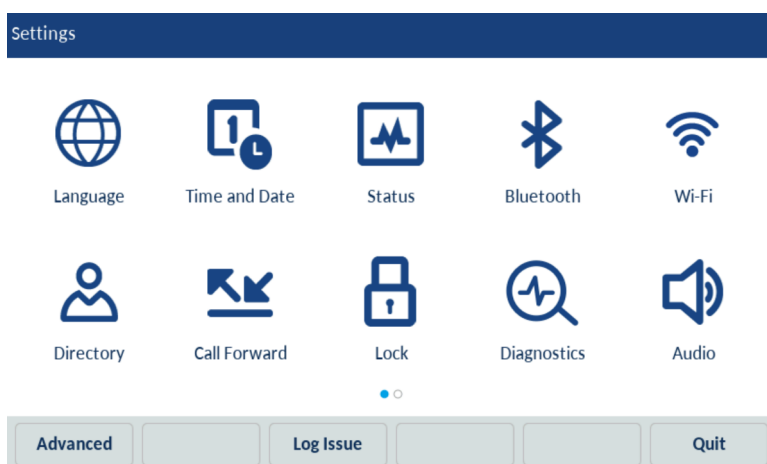 Settings
Language Time and Date Status Bluetooth Wi-Fi
Directory Call Forward Lock Diagnostics Audio
Advanced Log Issue Quit